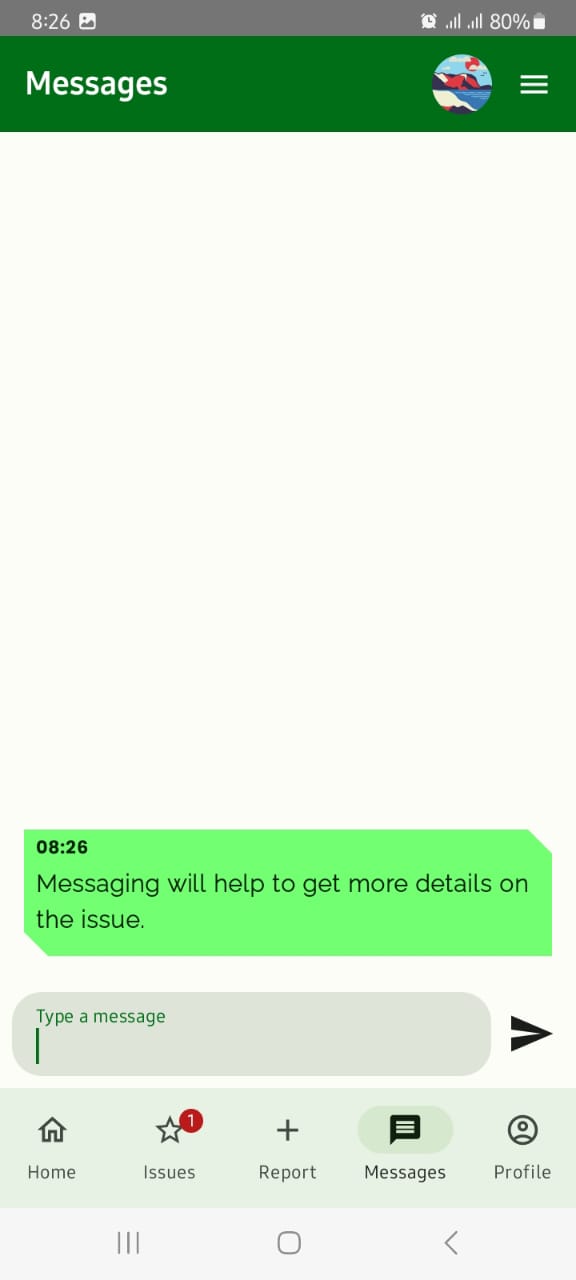 8:26 80%
Messages
08:26
Messaging will help to get more details on
the issue.
Type a message
1
Home Issues Report Messages Profile